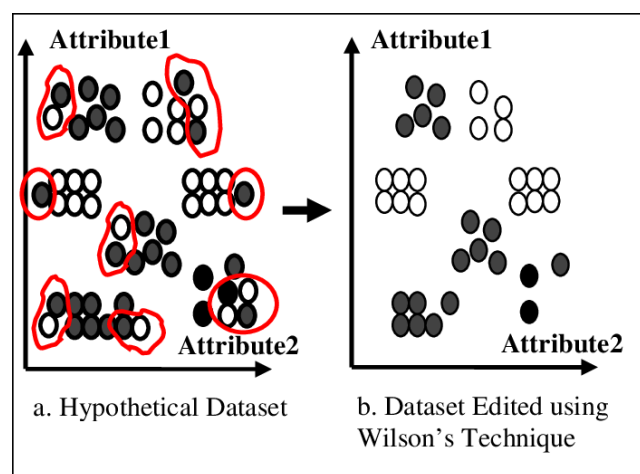 Attribute1
Attribute1
Attribute2
Attribute2
a. Hypothetical Dataset
b. Dataset Edited using
Wilson's Technique